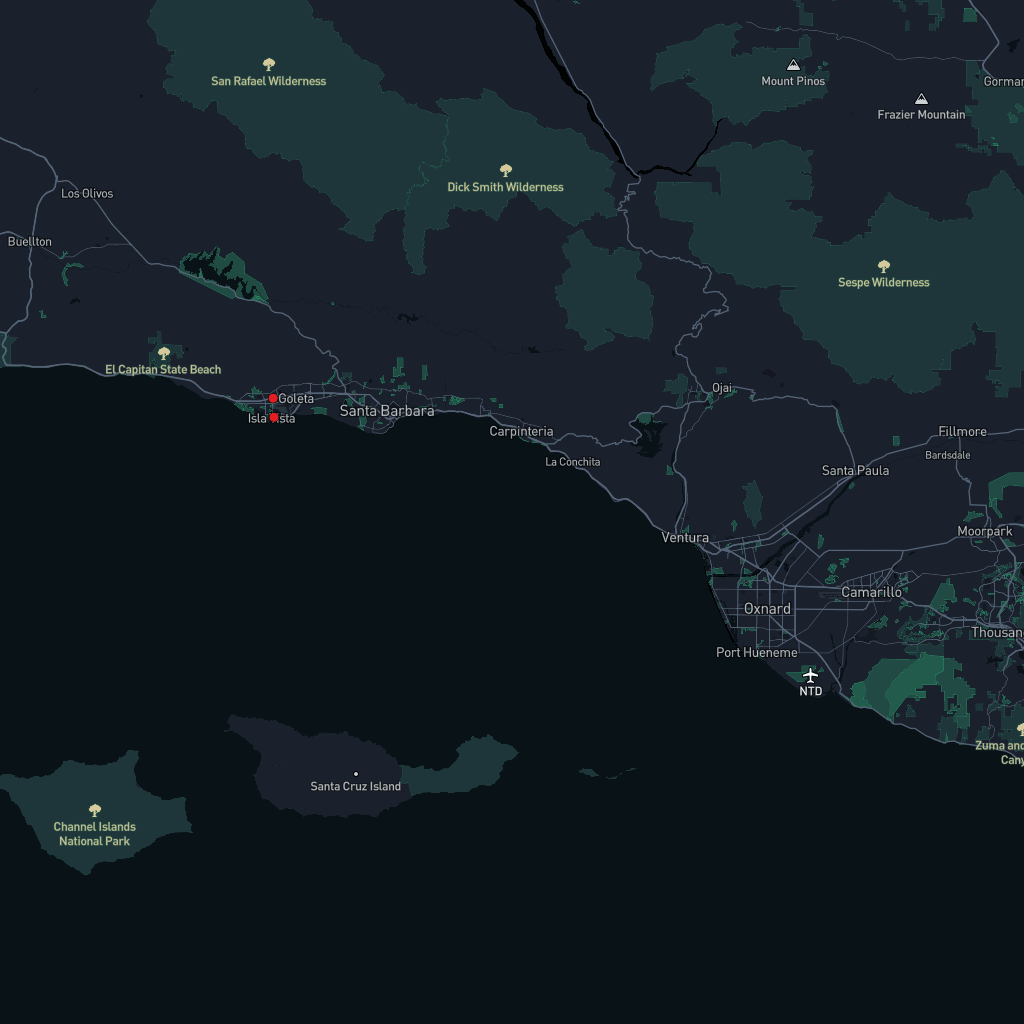 San Rafael Wilderness
Mount Pinos
Gorman
Frazier Mountain
Dick Smith Wilderness
Los Olivos
Buellton
Sespe Wilderness
El Capitan State Beach
Goleta
Ojai
Santa Barbara
Isla Vista
Carpinteria
Fillmore
Bardsdale
La Conchita
Santa Paula
Ventura
Moorpark
Camarillo
Oxnard
Thousan
Port Hueneme
NTD
Zuma and
Cany
Santa Cruz Island
Channel Islands
National Park